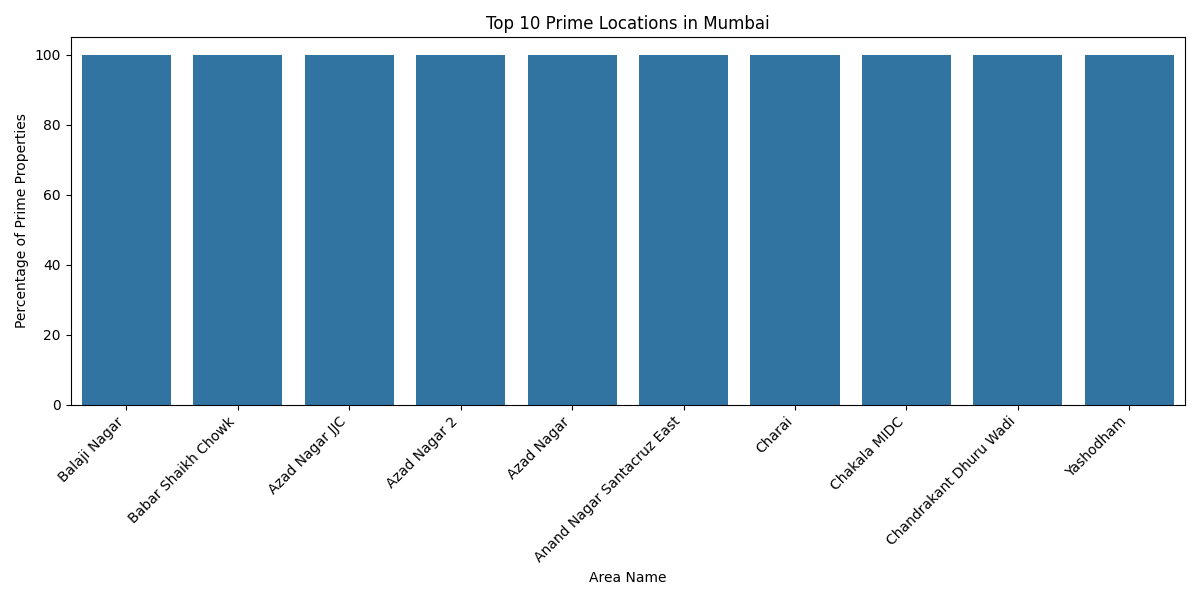 Top 10 Prime Locations in Mumbai
Percentage of Prime Properties
100
80
60
40
20
0
Balaji Nagar
Babar Shaikh Chowk
Azad Nagar JJC
Azad Nagar 2
Azad Nagar
Anand Nagar Santacruz East
Charai
Chakala MIDC
Chandrakant Dhuru Wadi
Yashodham
Area Name